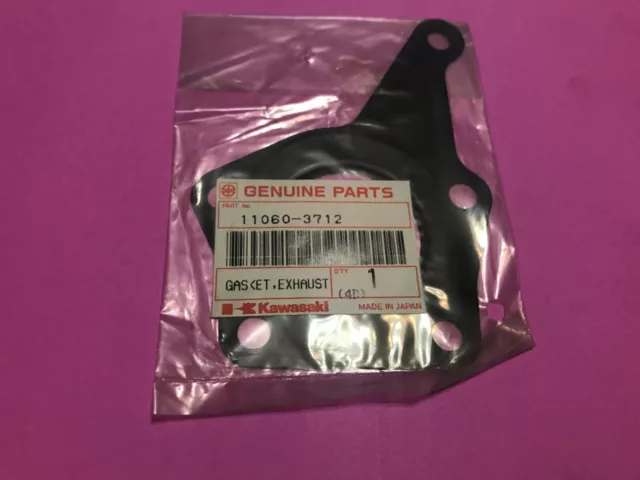 GENUINE PARTS
PART No.
11060-3712
GASKET,EXHAUST
QTY
1
(4D)
Kawasaki MADE IN JAPAN